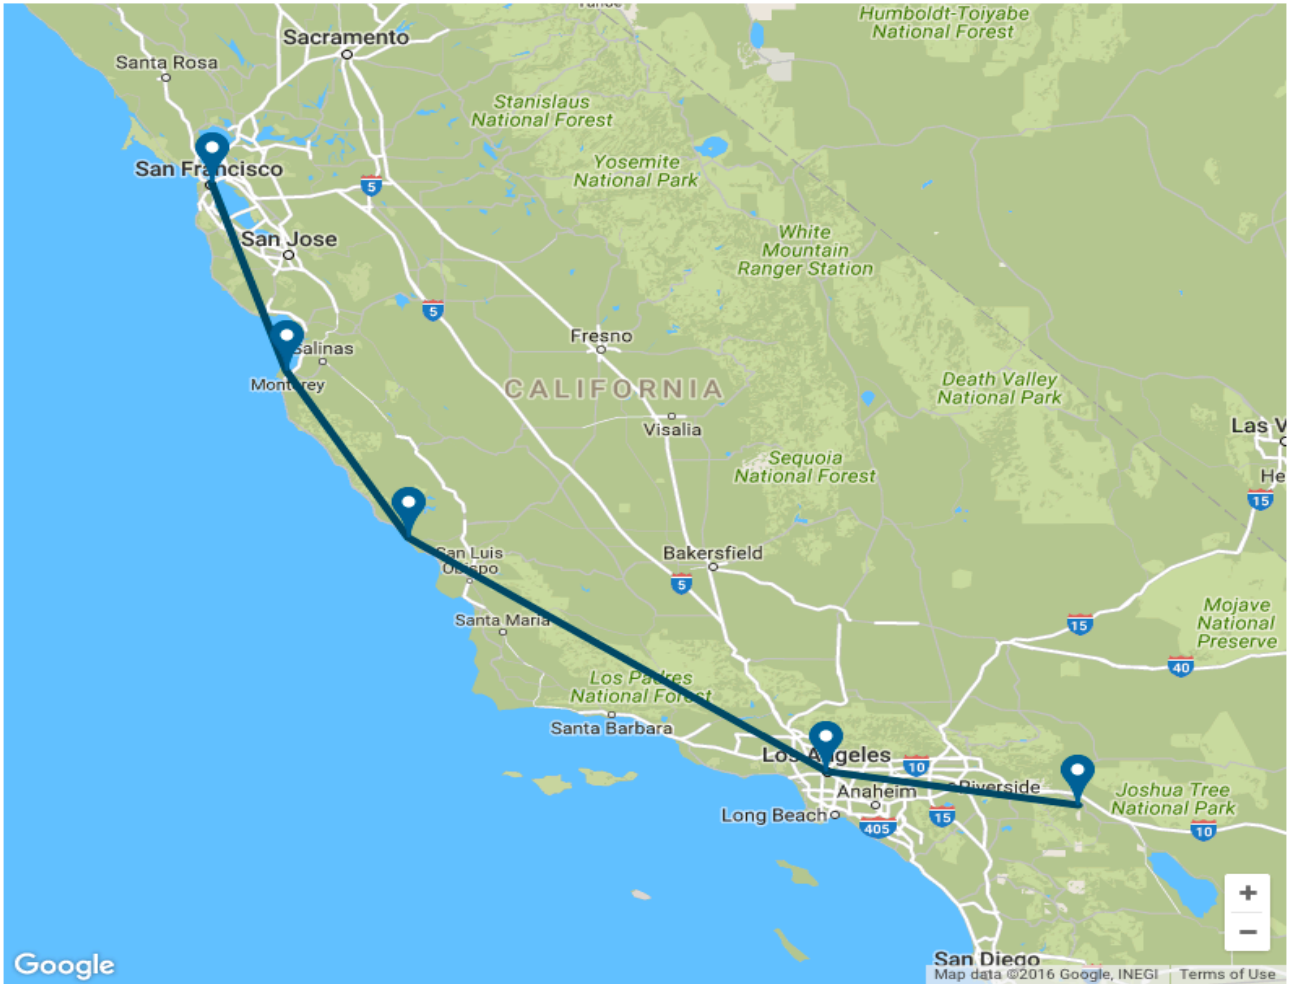 Humboldt-Toiyabe
National Forest
Sacramento
Santa Rosa
Stanislaus
National Forest
San Francisco
5
Yosemite
National Park
San Jose
White
Mountain
Ranger Station
5
Fresno
Salinas
Monterey
CALIFORNIA
Death Valley
National Park
Visalia
Las V
Sequoia
National Forest
He
15
San Luis
Obispo
Bakersfield
5
Santa Maria
15
Mojave
National
Preserve
40
Los Padres
National Forest
Santa Barbara
Los Angeles
10
Riverside
Anaheim
Joshua Tree
National Park
Long Beach
405
15
10
+
−
San Diego
Google
Map data ©2016 Google, INEGI
Terms of Use